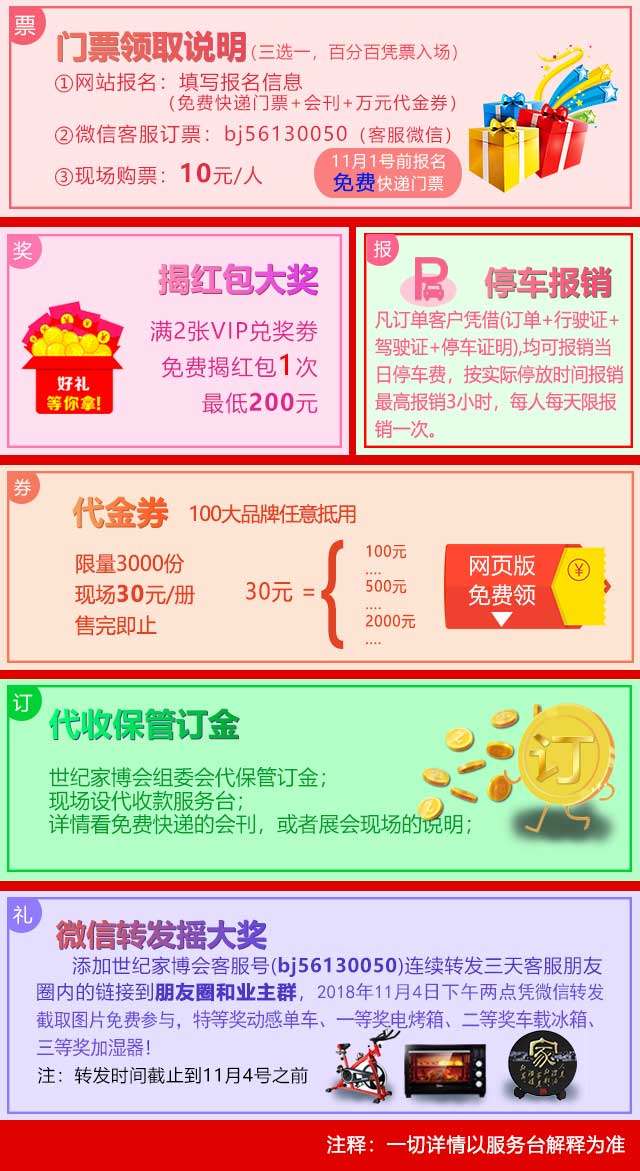 票
门票领取说明(三选一，百分百凭票入场)
①网站报名：填写报名信息
（免费快递门票+会刊+万元代金券）
②微信客服订票：bj56130050（客服微信）
③现场购票：10元/人
11月1号前报名
免费快递门票
奖
揭红包大奖
满2张VIP兑奖券
免费揭红包1次
最低200元
好礼
等你拿!
报
P
停车报销
凡订单客户凭借(订单+行驶证+
驾驶证+停车证明),均可报销当
日停车费，按实际停放时间报销
最高报销3小时，每人每天限报
销一次。
券
代金券 100大品牌任意抵用
限量3000份
现场30元/册
售完即止
30元 =
100元
....
500元
....
2000元
....
网页版
免费领
¥
订
代收保管订金
世纪家博会组委会代保管订金；
现场设代收款服务台；
详情看免费快递的会刊，或者展会现场的说明；
订
礼
微信转发摇大奖
添加世纪家博会客服号(bj56130050)连续转发三天客服朋友
圈内的链接到朋友圈和业主群，2018年11月4日下午两点凭微信转发
截取图片免费参与，特等奖动感单车、一等奖电烤箱、二等奖车载冰箱、
三等奖加湿器！
注：转发时间截止到11月4号之前
家
注释：一切详情以服务台解释为准